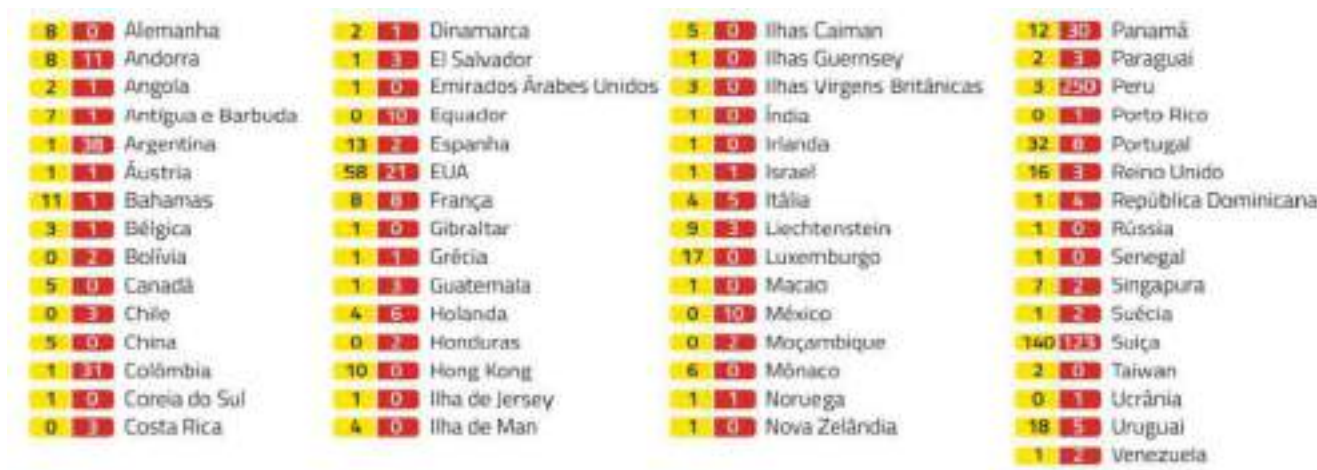 8 0 Alemanha
8 11 Andorra
2 1 Angola
7 1 Antígua e Barbuda
1 38 Argentina
1 1 Áustria
11 1 Bahamas
3 1 Bélgica
0 2 Bolívia
5 0 Canadá
0 3 Chile
5 0 China
1 31 Colômbia
1 0 Coreia do Sul
0 3 Costa Rica
2 1 Dinamarca
1 3 El Salvador
1 0 Emirados Árabes Unidos
0 10 Equador
13 2 Espanha
58 21 EUA
8 8 França
1 0 Gibraltar
1 1 Grécia
1 3 Guatemala
4 6 Holanda
0 2 Honduras
10 0 Hong Kong
1 0 Ilha de Jersey
4 0 Ilha de Man
5 0 Ilhas Caiman
1 0 Ilhas Guernsey
3 0 Ilhas Virgens Britânicas
1 0 Índia
1 0 Irlanda
1 1 Israel
4 5 Itália
9 3 Liechtenstein
17 0 Luxemburgo
1 0 Macao
0 10 México
0 2 Moçambique
6 0 Mônaco
1 1 Noruega
1 0 Nova Zelândia
12 30 Panamá
2 3 Paraguai
3 250 Peru
0 1 Porto Rico
32 Portugal
16 3 Reino Unido
1 4 República Dominicana
1 0 Rússia
1 0 Senegal
7 2 Singapura
1 2 Suécia
140 123 Suiça
2 0 Taiwan
0 1 Ucrânia
18 5 Uruguai
1 2 Venezuela